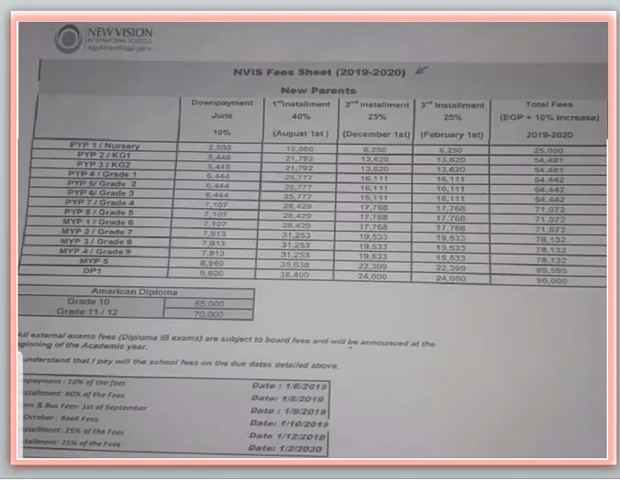 NEW VISION
INTERNATIONAL SCHOOLS
NVIS Fees Sheet (2019-2020)
New Parents
Downpayment June 10% 1st Installment 40% (August 1st) 2nd Installment 25% (December 1st) 3rd Installment 25% (February 1st) Total Fees (EGP + 10% increase) 2019-2020
PYP 1 / Nursery 2,500 10,000 6,250 6,250 25,000
PYP 2 / KG1 5,448 21,792 13,620 13,620 54,481
PYP 3 / KG2 5,448 21,792 13,620 13,620 54,481
PYP 4 / Grade 1 6,444 25,777 16,111 16,111 64,442
PYP 5/ Grade 2 6,444 25,777 16,111 16,111 64,442
PYP 6/ Grade 3 6,444 25,777 16,111 16,111 64,442
PYP 7 / Grade 4 7,107 28,429 17,768 17,768 71,072
PYP 8 / Grade 5 7,107 28,429 17,768 17,768 71,072
MYP 1 / Grade 6 7,107 28,429 17,768 17,768 71,072
MYP 2 / Grade 7 7,813 31,253 19,533 19,533 78,132
MYP 3 / Grade 8 7,813 31,253 19,533 19,533 78,132
MYP 4 / Grade 9 7,813 31,253 19,533 19,533 78,132
MYP 5 8,960 35,838 22,399 22,399 89,595
DP1 9,600 38,400 24,000 24,000 96,000
American Diploma
Grade 10 65,000
Grade 11 / 12 70,000
All external exams fees (Diploma IB exams) are subject to board fees and will be announced at the
ginning of the Academic year.
understand that I pay will the school fees on the due dates detailed above.
payment : 10% of the fees Date : 1/6/2019
stallment: 40% of the Fees Date: 1/8/2019
& Bus Fees: 1st of September Date : 1/9/2019
October : Book Fees Date: 1/10/2019
stallment: 25% of the Fees Date 1/12/2019
tallment: 25% of the Fees Date: 1/2/2020